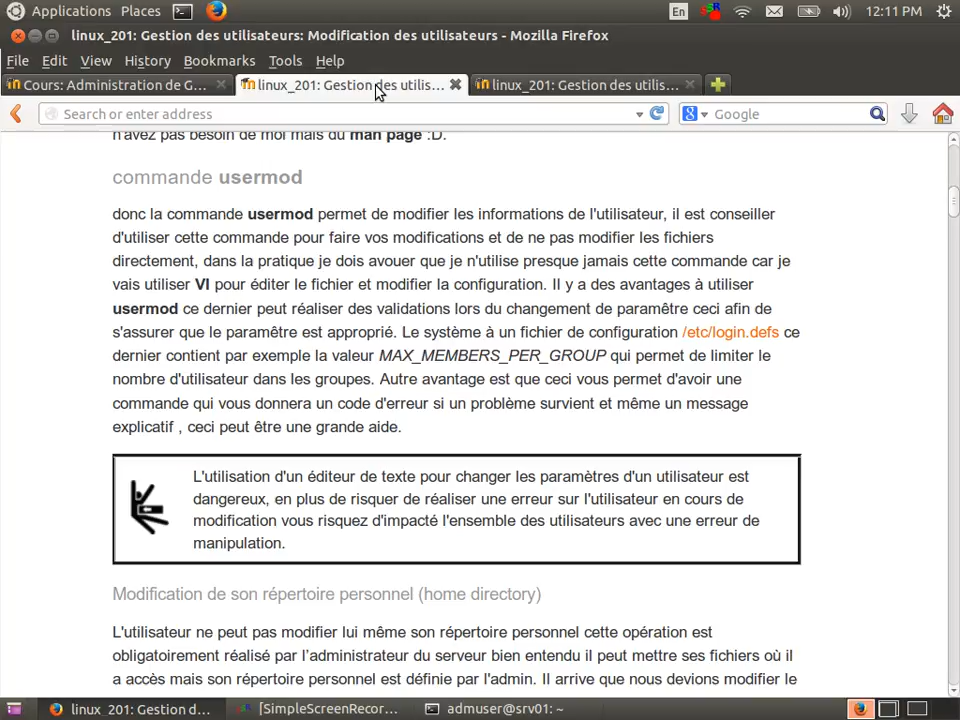 Applications Places En 12:11 PM
linux_201: Gestion des utilisateurs: Modification des utilisateurs - Mozilla Firefox
File Edit View History Bookmarks Tools Help
Cours: Administration de G... linux_201: Gestion des utilis... linux_201: Gestion des utilis...
Search or enter address Google
n'avez pas besoin de moi mais du man page :D.
commande usermod
donc la commande usermod permet de modifier les informations de l'utilisateur, il est conseiller
d'utiliser cette commande pour faire vos modifications et de ne pas modifier les fichiers
directement, dans la pratique je dois avouer que je n'utilise presque jamais cette commande car je
vais utiliser VI pour éditer le fichier et modifier la configuration. Il y a des avantages à utiliser
usermod ce dernier peut réaliser des validations lors du changement de paramêtre ceci afin de
s'assurer que le paramêtre est approprié. Le système à un fichier de configuration /etc/login.defs ce
dernier contient par exemple la valeur MAX_MEMBERS_PER_GROUP qui permet de limiter le
nombre d'utilisateur dans les groupes. Autre avantage est que ceci vous permet d'avoir une
commande qui vous donnera un code d'erreur si un problème survient et même un message
explicatif , ceci peut être une grande aide.
L'utilisation d'un éditeur de texte pour changer les paramètres d'un utilisateur est
dangereux, en plus de risquer de réaliser une erreur sur l'utilisateur en cours de
modification vous risquez d'impacté l'ensemble des utilisateurs avec une erreur de
manipulation.
Modification de son répertoire personnel (home directory)
L'utilisateur ne peut pas modifier lui même son répertoire personnel cette opération est
obligatoirement réalisé par l'administrateur du serveur bien entendu il peut mettre ses fichiers où il
a accès mais son répertoire personnel est définie par l'admin. Il arrive que nous devions modifier le
linux_201: Gestion d... [SimpleScreenRecor... admuser@srv01: ~